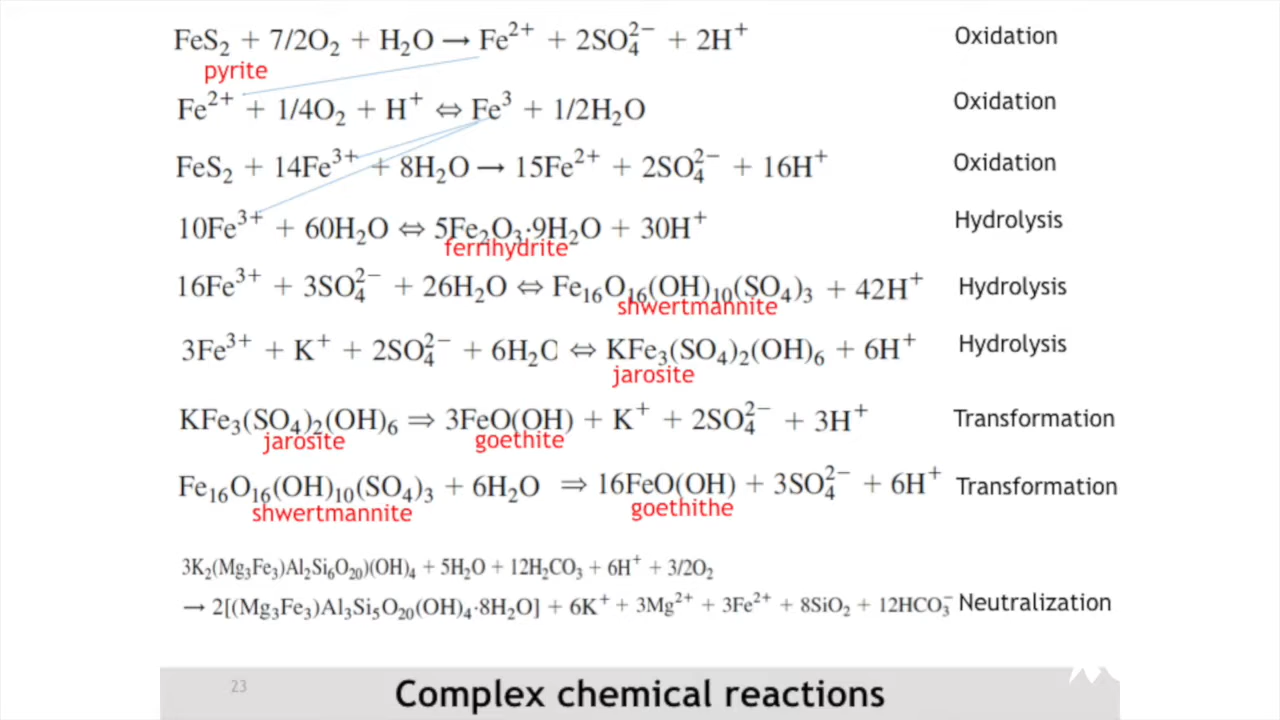 FeS₂ + 7/2O₂ + H₂O → Fe²⁺ + 2SO₄²⁻ + 2H⁺ Oxidation
pyrite
Fe²⁺ + 1/4O₂ + H⁺ ⇔ Fe³ + 1/2H₂O Oxidation
FeS₂ + 14Fe³⁺ + 8H₂O → 15Fe²⁺ + 2SO₄²⁻ + 16H⁺ Oxidation
10Fe³⁺ + 60H₂O ⇔ 5Fe₂O₃·9H₂O + 30H⁺ Hydrolysis
ferrihydrite
16Fe³⁺ + 3SO₄²⁻ + 26H₂O ⇔ Fe₁₆O₁₆(OH)₁₀(SO₄)₃ + 42H⁺ Hydrolysis
shwertmannite
3Fe³⁺ + K⁺ + 2SO₄²⁻ + 6H₂O ⇔ KFe₃(SO₄)₂(OH)₆ + 6H⁺ Hydrolysis
jarosite
KFe₃(SO₄)₂(OH)₆ ⇒ 3FeO(OH) + K⁺ + 2SO₄²⁻ + 3H⁺ Transformation
jarosite goethite
Fe₁₆O₁₆(OH)₁₀(SO₄)₃ + 6H₂O ⇒ 16FeO(OH) + 3SO₄²⁻ + 6H⁺ Transformation
shwertmannite goethithe
3K₂(Mg₃Fe₃)Al₂Si₆O₂₀)(OH)₄ + 5H₂O + 12H₂CO₃ + 6H⁺ + 3/2O₂
→ 2[(Mg₃Fe₃)Al₃Si₅O₂₀(OH)₄·8H₂O] + 6K⁺ + 3Mg²⁺ + 3Fe²⁺ + 8SiO₂ + 12HCO₃⁻ Neutralization
23
Complex chemical reactions